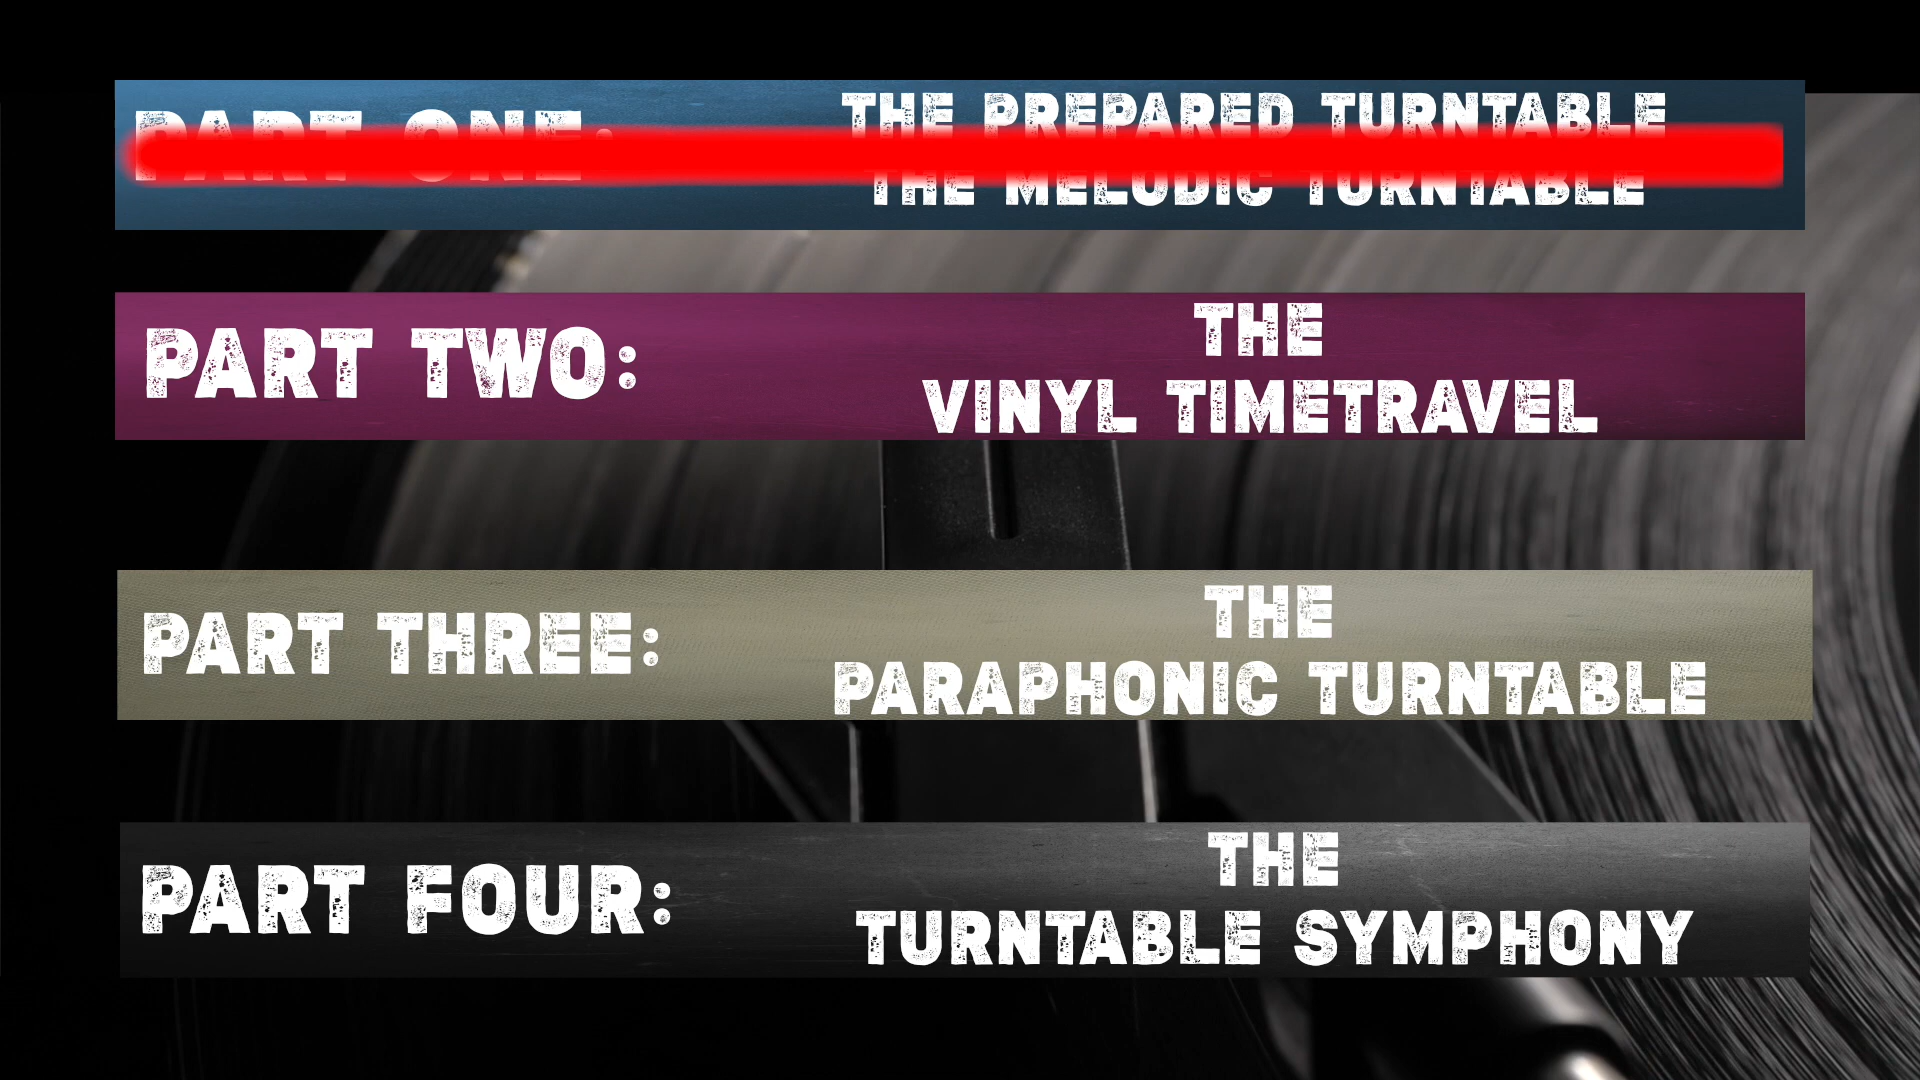 PART ONE:
THE PREPARED TURNTABLE
THE MELODIC TURNTABLE
PART TWO:
THE
VINYL TIMETRAVEL
PART THREE:
THE
PARAPHONIC TURNTABLE
PART FOUR:
THE
TURNTABLE SYMPHONY